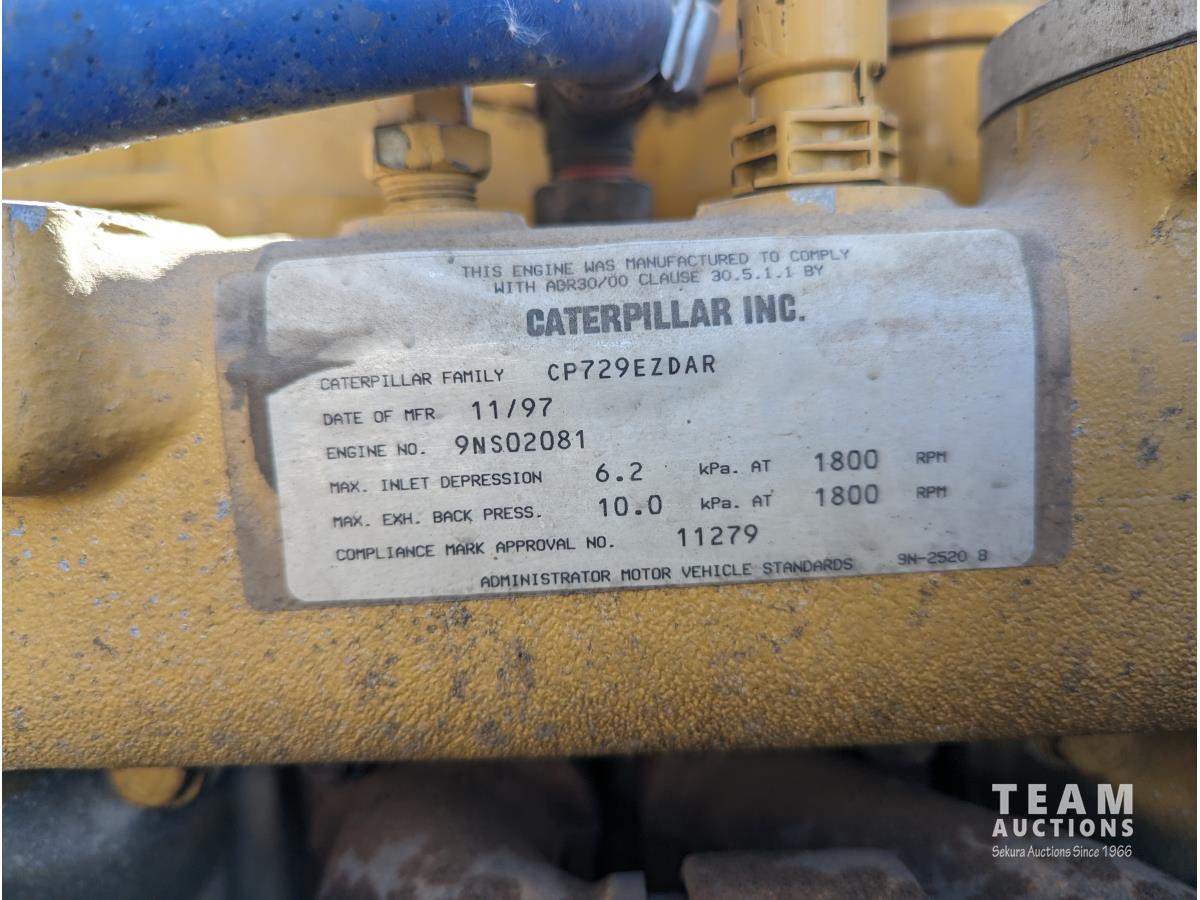 THIS ENGINE WAS MANUFACTURED TO COMPLY
WITH ADR30/00 CLAUSE 30.5.1.1 BY
CATERPILLAR INC.
CATERPILLAR FAMILY CP729EZDAR
DATE OF MFR 11/97
ENGINE NO. 9NS02081
MAX. INLET DEPRESSION 6.2 kPa. AT 1800 RPM
MAX. EXH. BACK PRESS. 10.0 kPa. AT 1800 RPM
COMPLIANCE MARK APPROVAL NO. 11279
ADMINISTRATOR MOTOR VEHICLE STANDARDS 9N-2520 8
TEAM
AUCTIONS
Sekura Auctions Since 1966